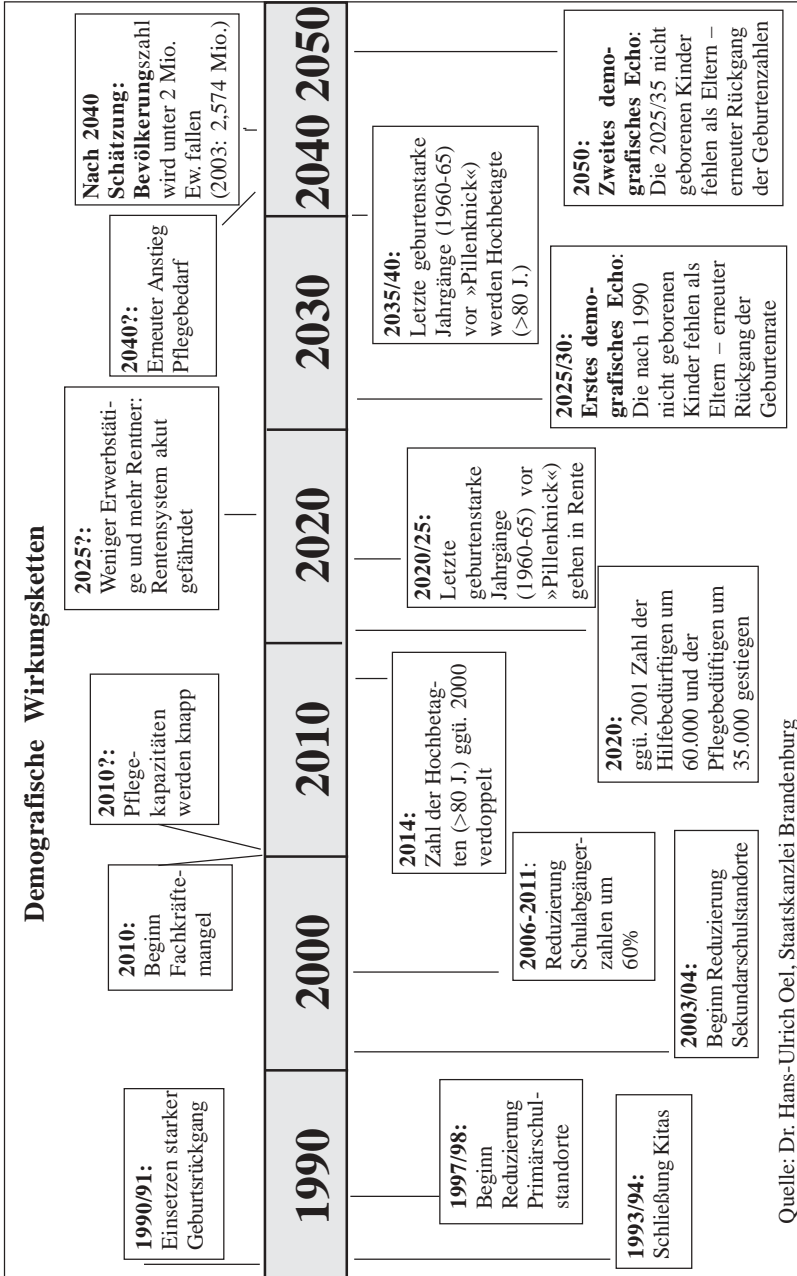 Demografische Wirkungsketten
1990/91:
Einsetzen starker
Geburtsrückgang
2010:
Beginn
Fachkräfte-
mangel
2010?:
Pflege-
kapazitäten
werden knapp
2025?:
Weniger Erwerbstäti-
ge und mehr Rentner:
Rentensystem akut
gefährdet
2040?:
Erneuter Anstieg
Pflegebedarf
Nach 2040
Schätzung:
Bevölkerungszahl
wird unter 2 Mio.
Ew. fallen
(2003: 2,574 Mio.)
1990
2000
2010
2020
2030
2040 2050
1993/94:
Schließung Kitas
1997/98:
Beginn
Reduzierung
Primärschul-
standorte
2003/04:
Beginn Reduzierung
Sekundarschulstandorte
2006-2011:
Reduzierung
Schulabgänger-
zahlen um
60%
2014:
Zahl der Hochbetag-
ten (>80 J.) ggü. 2000
verdoppelt
2020:
ggü. 2001 Zahl der
Hilfebedürftigen um
60.000 und der
Pflegebedüftigen um
35.000 gestiegen
2020/25:
Letzte
geburtenstarke
Jahrgänge
(1960-65) vor
»Pillenknick«)
gehen in Rente
2025/30:
Erstes demo-
grafisches Echo:
Die nach 1990
nicht geborenen
Kinder fehlen als
Eltern – erneuter
Rückgang der
Geburtenrate
2035/40:
Letzte geburtenstarke
Jahrgänge (1960-65)
vor »Pillenknick«)
werden Hochbetagte
(>80 J.)
2050:
Zweites demo-
grafisches Echo:
Die 2025/35 nicht
geborenen Kinder
fehlen als Eltern –
erneuter Rückgang
der Geburtenzahlen
Quelle: Dr. Hans-Ulrich Oel, Staatskanzlei Brandenburg